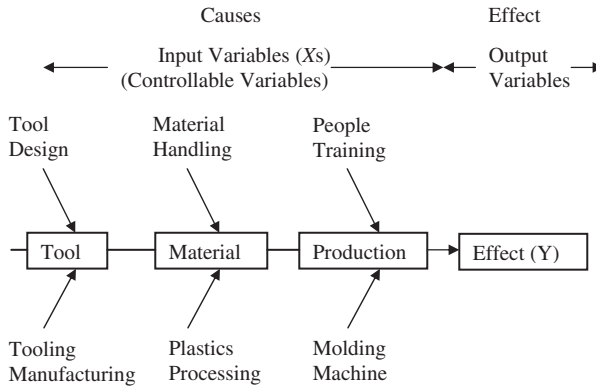 Causes
Effect
Input Variables (Xs)
(Controllable Variables)
Output
Variables
Tool
Design
Material
Handling
People
Training
Tool
Material
Production
Effect (Y)
Tooling
Manufacturing
Plastics
Processing
Molding
Machine